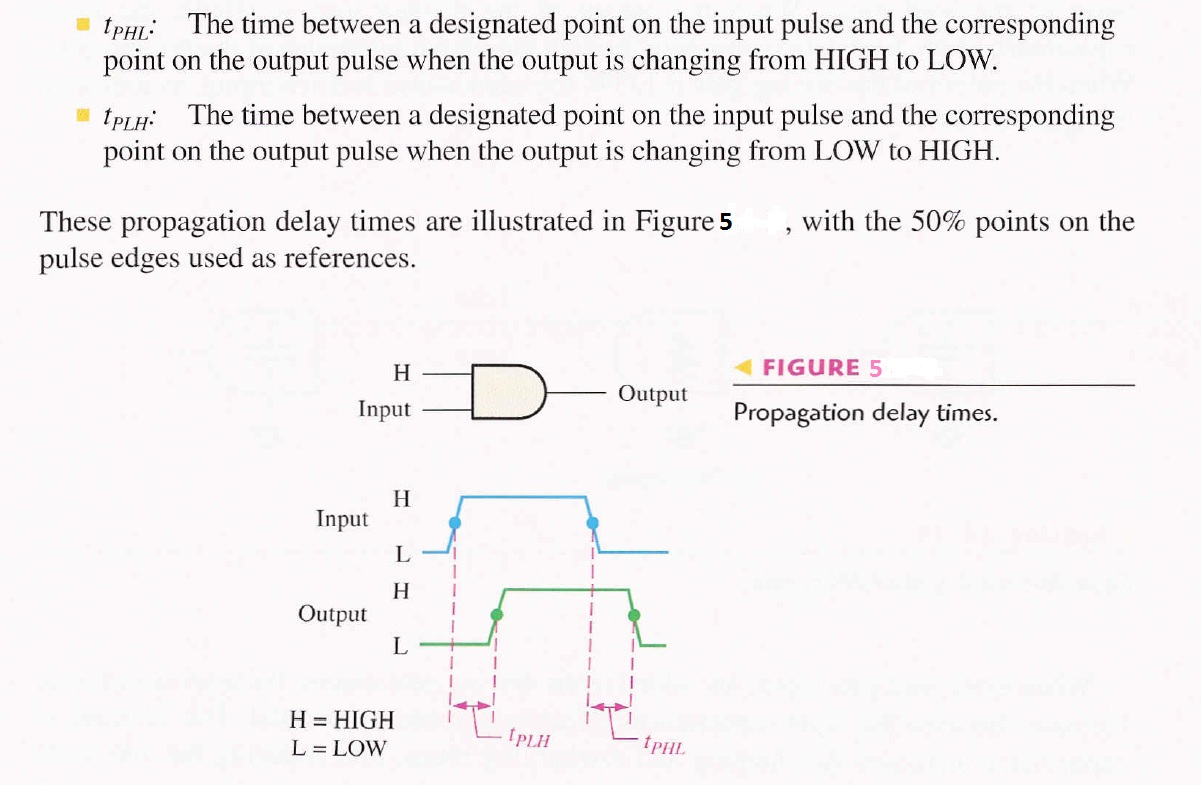 tPHL: The time between a designated point on the input pulse and the corresponding
point on the output pulse when the output is changing from HIGH to LOW.
tPLH: The time between a designated point on the input pulse and the corresponding
point on the output pulse when the output is changing from LOW to HIGH.
These propagation delay times are illustrated in Figure 5 , with the 50% points on the
pulse edges used as references.
H
Input
Output
FIGURE 5
Propagation delay times.
H
Input
L
H
Output
L
H = HIGH
L = LOW
tPLH
tPHL